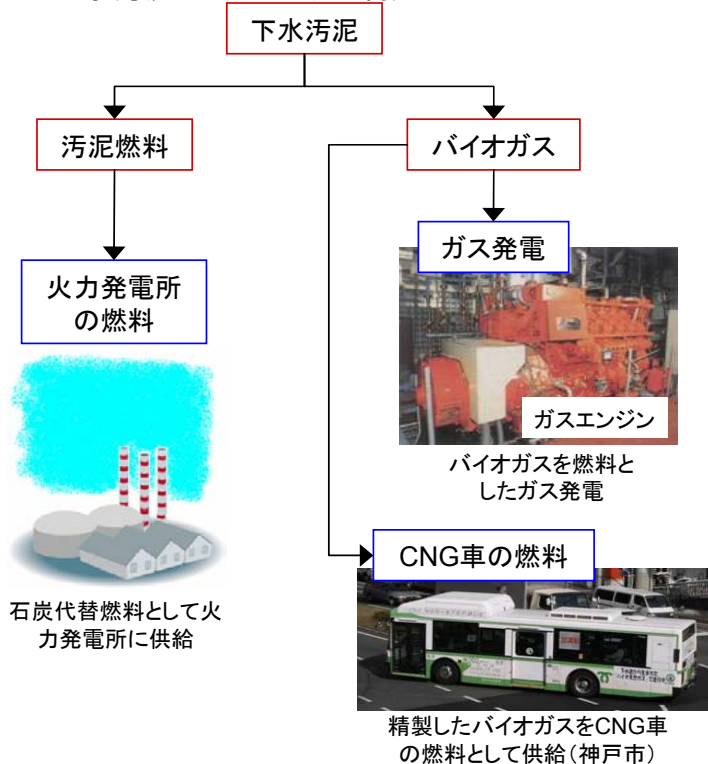 下水汚泥
汚泥燃料
バイオガス
ガス発電
火力発電所
の燃料
ガスエンジン
バイオガスを燃料と
したガス発電
CNG車の燃料
石炭代替燃料として火
力発電所に供給
精製したバイオガスをCNG車
の燃料として供給（神戸市）